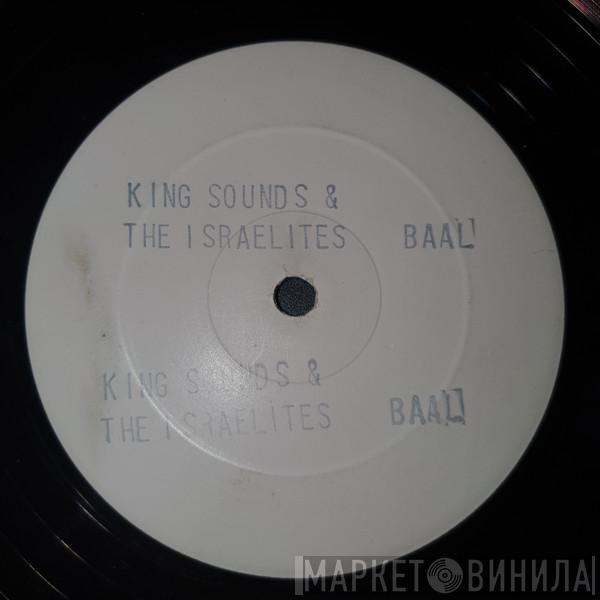 KING SOUNDS &
THE ISRAELITES BAAL
KING SOUNDS &
THE ISRAELITES BAAL
МАРКЕТ ВИНИЛА